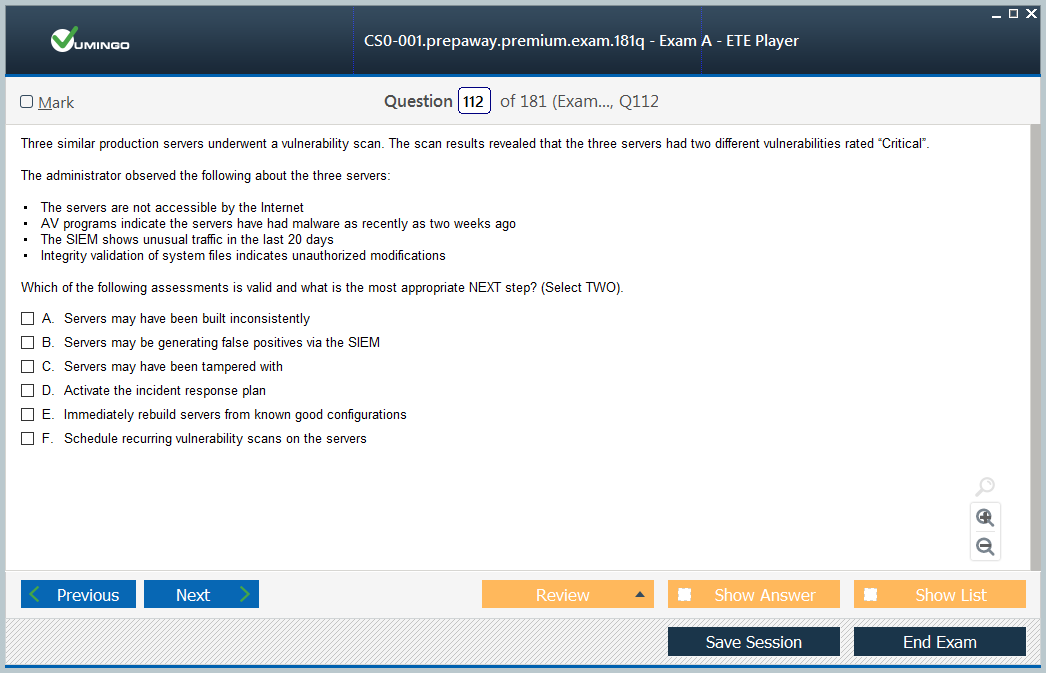 VUMINGO
CS0-001.prepaway.premium.exam.181q - Exam A - ETE Player
Mark
Question 112 of 181 (Exam..., Q112
Three similar production servers underwent a vulnerability scan. The scan results revealed that the three servers had two different vulnerabilities rated “Critical”.
The administrator observed the following about the three servers:
▪ The servers are not accessible by the Internet
▪ AV programs indicate the servers have had malware as recently as two weeks ago
▪ The SIEM shows unusual traffic in the last 20 days
▪ Integrity validation of system files indicates unauthorized modifications
Which of the following assessments is valid and what is the most appropriate NEXT step? (Select TWO).
A. Servers may have been built inconsistently
B. Servers may be generating false positives via the SIEM
C. Servers may have been tampered with
D. Activate the incident response plan
E. Immediately rebuild servers from known good configurations
F. Schedule recurring vulnerability scans on the servers
Previous Next Review Show Answer Show List
Save Session End Exam